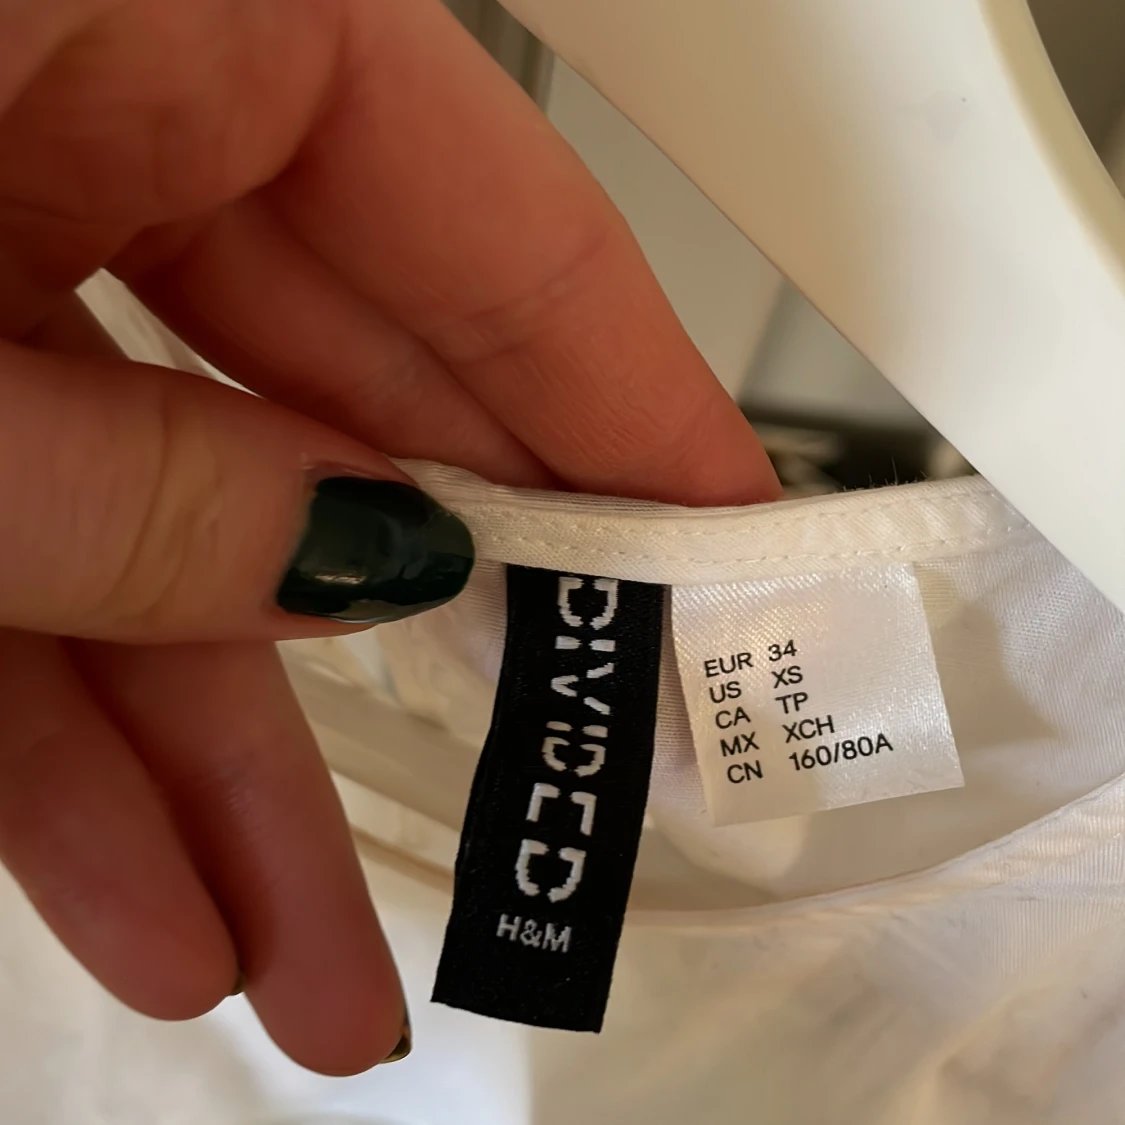 DIVIDED
H&M
EUR 34
US XS
CA TP
MX XCH
CN 160/80A